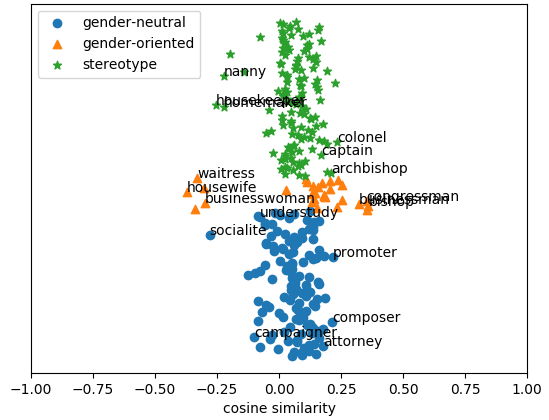 gender-neutral
gender-oriented
stereotype
nanny
housekeeper
homemaker
colonel
captain
archbishop
waitress
housewife
businesswoman
congressman
businessman
bishop
understudy
socialite
promoter
composer
campaigner
attorney
−1.00 −0.75 −0.50 −0.25 0.00 0.25 0.50 0.75 1.00
cosine similarity